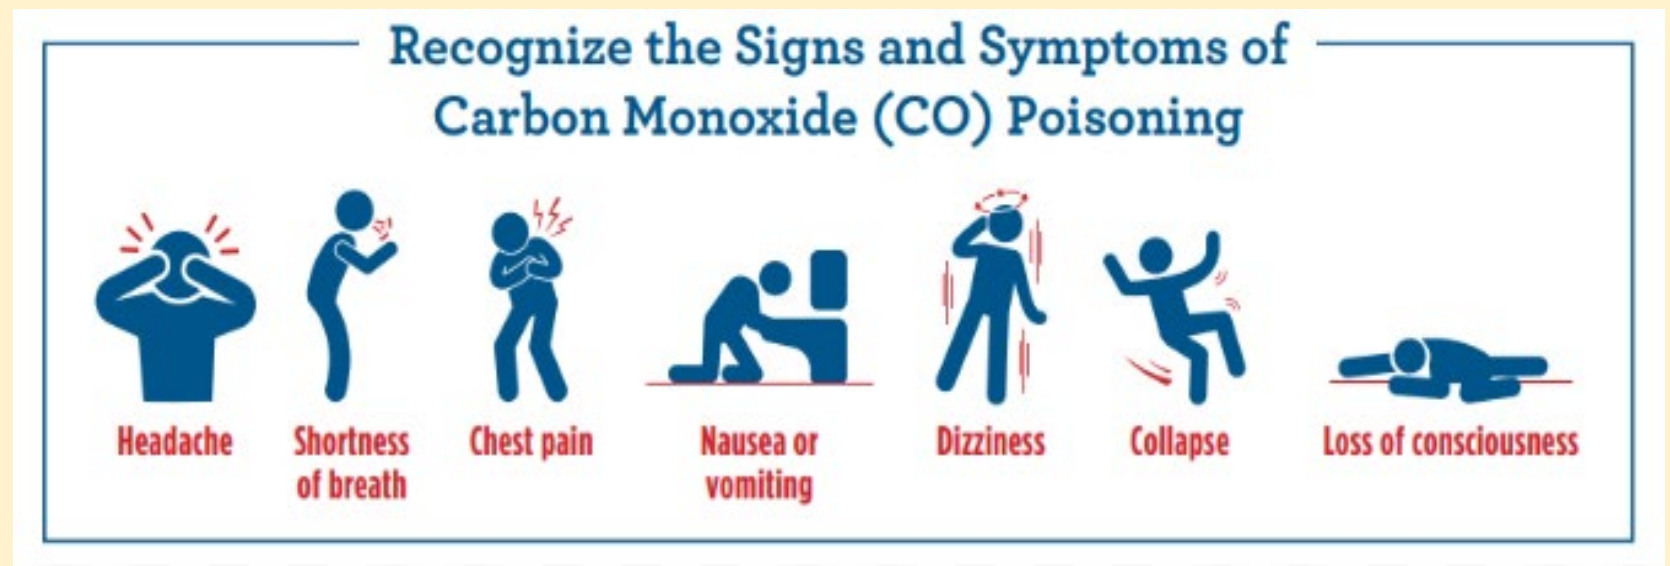 Recognize the Signs and Symptoms of
Carbon Monoxide (CO) Poisoning
Headache
Shortness
of breath
Chest pain
Nausea or
vomiting
Dizziness
Collapse
Loss of consciousness